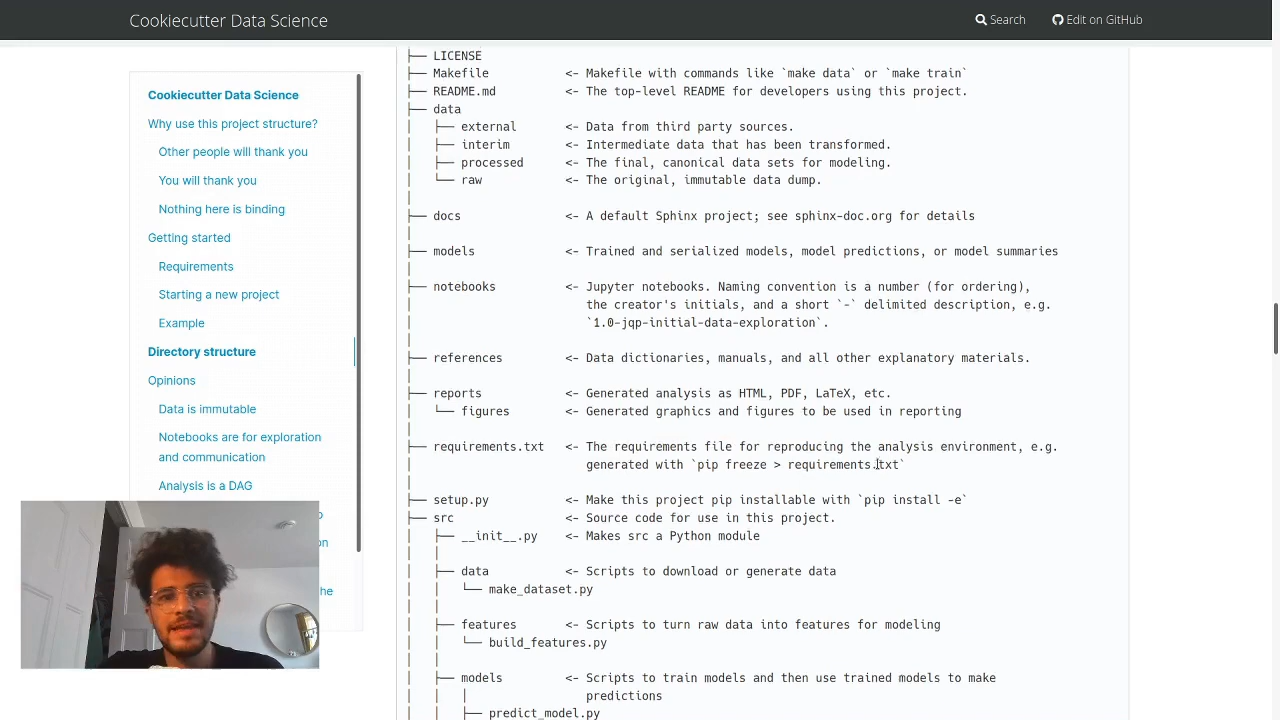 Cookiecutter Data Science
Search
Edit on GitHub
Cookiecutter Data Science
Why use this project structure?
Other people will thank you
You will thank you
Nothing here is binding
Getting started
Requirements
Starting a new project
Example
Directory structure
Opinions
Data is immutable
Notebooks are for exploration
and communication
Analysis is a DAG
├── LICENSE
├── Makefile <- Makefile with commands like `make data` or `make train`
├── README.md <- The top-level README for developers using this project.
├── data
│ ├── external <- Data from third party sources.
│ ├── interim <- Intermediate data that has been transformed.
│ ├── processed <- The final, canonical data sets for modeling.
│ └── raw <- The original, immutable data dump.
│
├── docs <- A default Sphinx project; see sphinx-doc.org for details
│
├── models <- Trained and serialized models, model predictions, or model summaries
│
├── notebooks <- Jupyter notebooks. Naming convention is a number (for ordering),
│ the creator's initials, and a short `-` delimited description, e.g.
│ `1.0-jqp-initial-data-exploration`.
│
├── references <- Data dictionaries, manuals, and all other explanatory materials.
│
├── reports <- Generated analysis as HTML, PDF, LaTeX, etc.
│ └── figures <- Generated graphics and figures to be used in reporting
│
├── requirements.txt <- The requirements file for reproducing the analysis environment, e.g.
│ generated with `pip freeze > requirements.txt`
│
├── setup.py <- Make this project pip installable with `pip install -e`
├── src <- Source code for use in this project.
│ ├── __init__.py <- Makes src a Python module
│ │
│ ├── data <- Scripts to download or generate data
│ │ └── make_dataset.py
│ │
│ ├── features <- Scripts to turn raw data into features for modeling
│ │ └── build_features.py
│ │
│ ├── models <- Scripts to train models and then use trained models to make
│ │ │ predictions
│ │ ├── predict_model.py